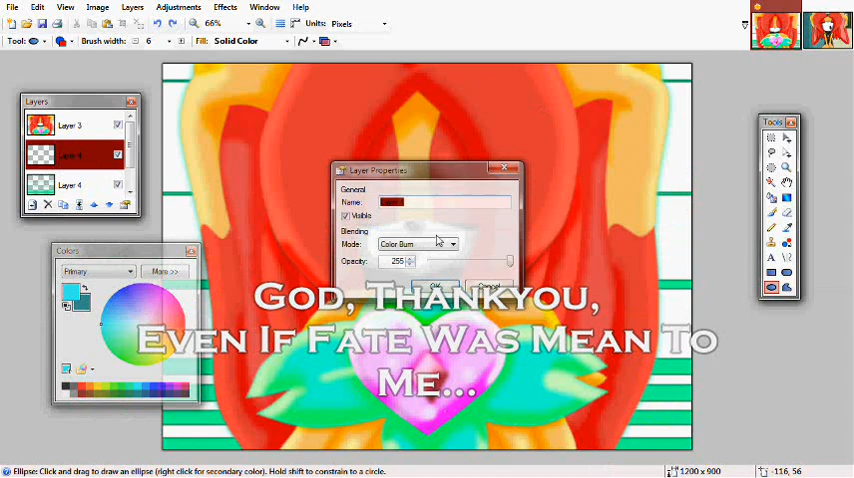 File Edit View Image Layers Adjustments Effects Window Help
66% Units: Pixels
Tool: Brush width: 6 Fill: Solid Color
Layers
Layer 3
Layer 4
Layer Properties
General
Name:
Visible
Blending
Mode: Color Burn
Opacity: 255
OK Cancel
Colors
Primary More >>
Tools
God, Thankyou,
Even If Fate Was Mean To
Me...
Ellipse: Click and drag to draw an ellipse (right click for secondary color). Hold shift to constrain to a circle. 1200 x 900 -116, 56